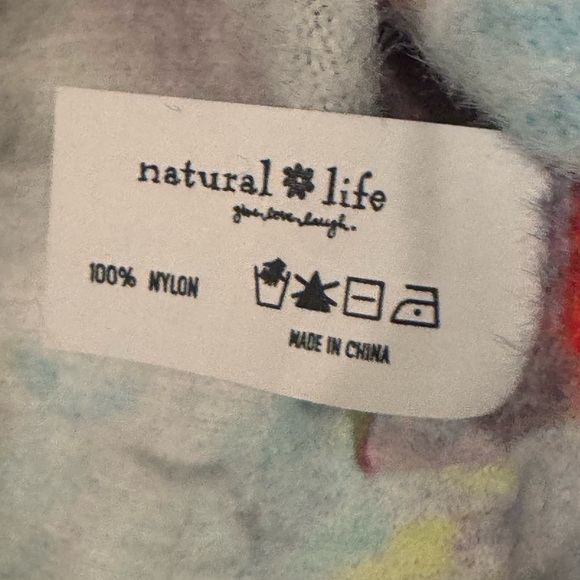 natural life
give.love.laugh.
100% NYLON
MADE IN CHINA